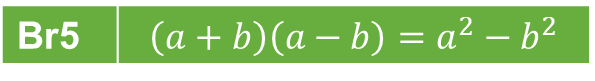 Br5 (a + b)(a − b) = a² − b²